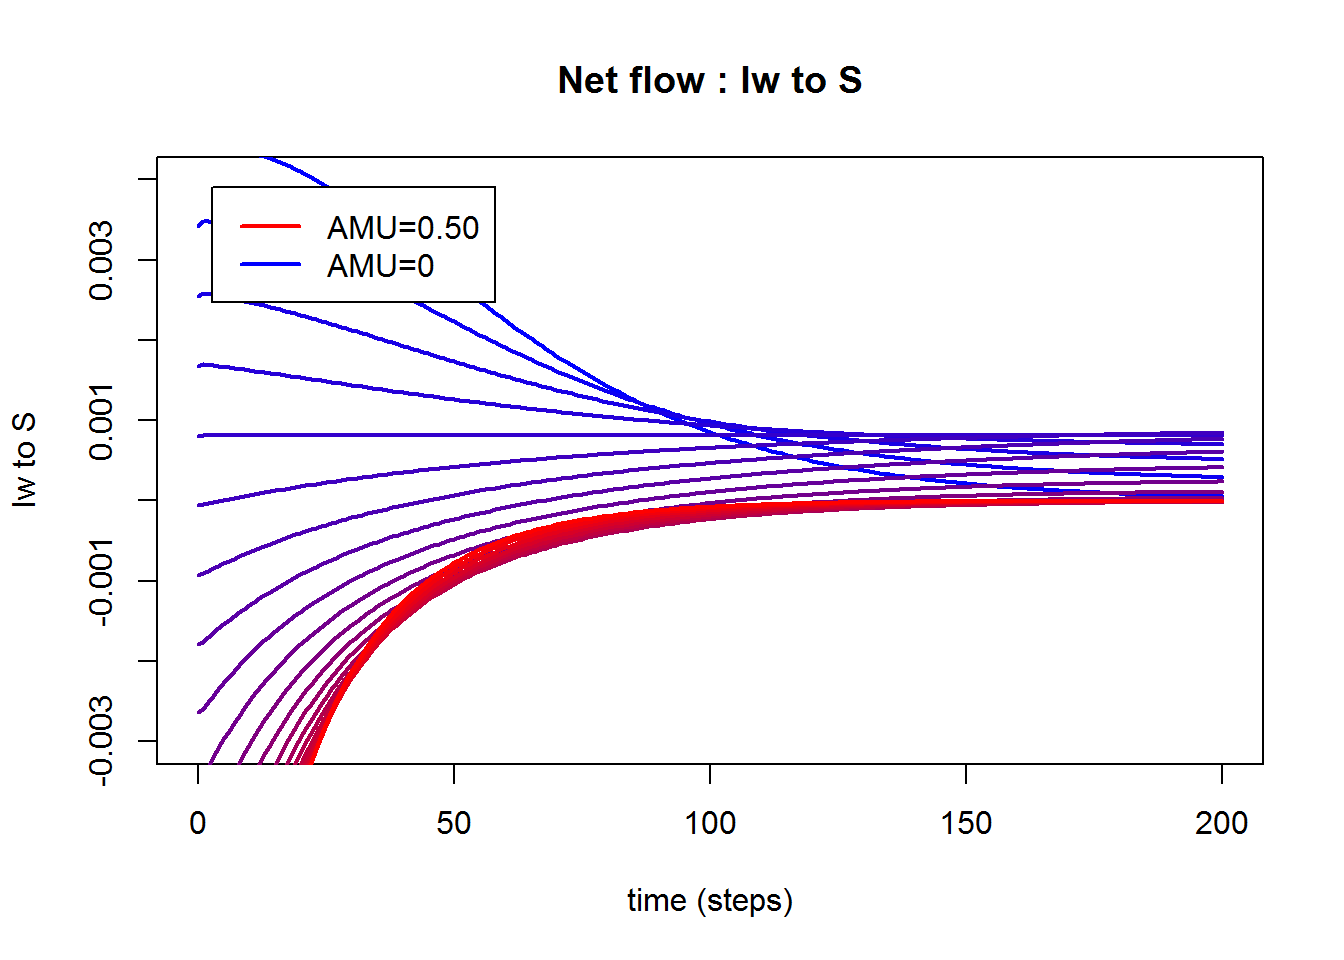 Net flow : Iw to S
AMU=0.50
AMU=0
0.003
0.001
-0.001
-0.003
Iw to S
0 50 100 150 200
time (steps)